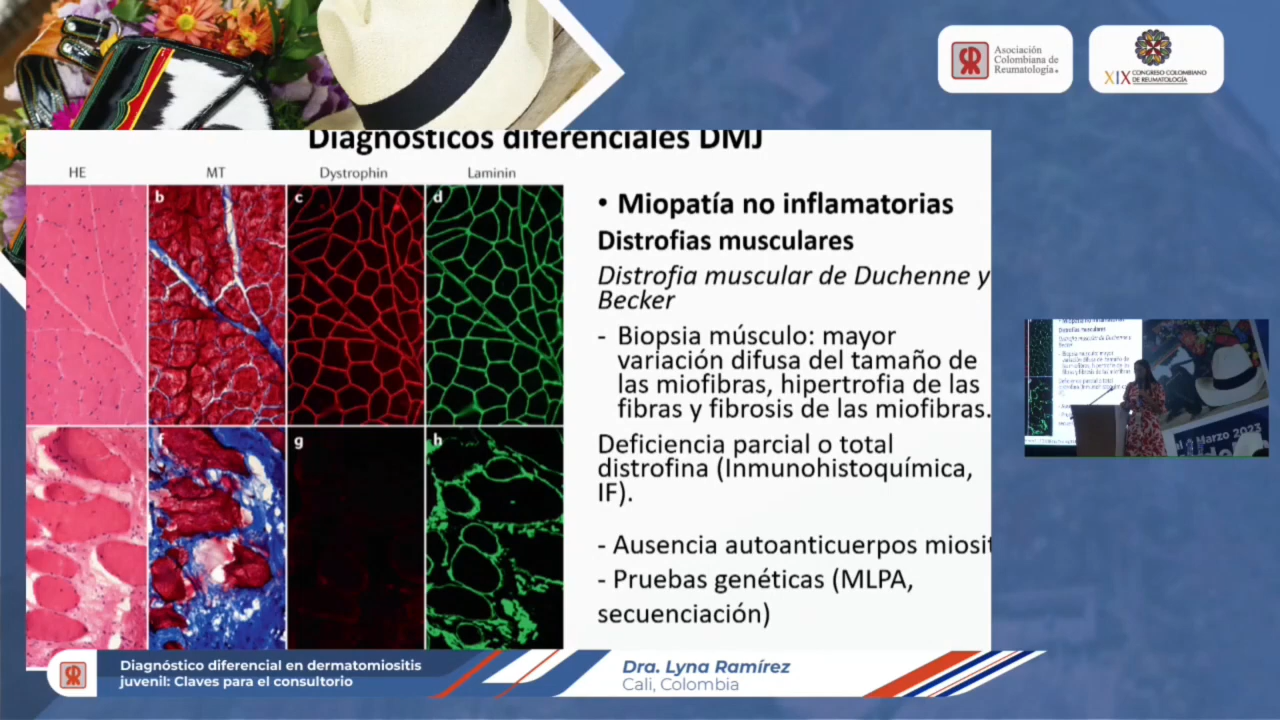 Asociación
Colombiana de
Reumatología.
XIX CONGRESO COLOMBIANO
DE REUMATOLOGÍA
Diagnósticos diferenciales DMJ
HE MT Dystrophin Laminin
b c d
f g h
• Miopatía no inflamatorias
Distrofias musculares
Distrofia muscular de Duchenne y
Becker
- Biopsia músculo: mayor
variación difusa del tamaño de
las miofibras, hipertrofia de las
fibras y fibrosis de las miofibras.
Deficiencia parcial o total
distrofina (Inmunohistoquímica,
IF).
- Ausencia autoanticuerpos miosit
- Pruebas genéticas (MLPA,
secuenciación)
Marzo 2023
Diagnóstico diferencial en dermatomiositis
juvenil: Claves para el consultorio
Dra. Lyna Ramírez
Cali, Colombia